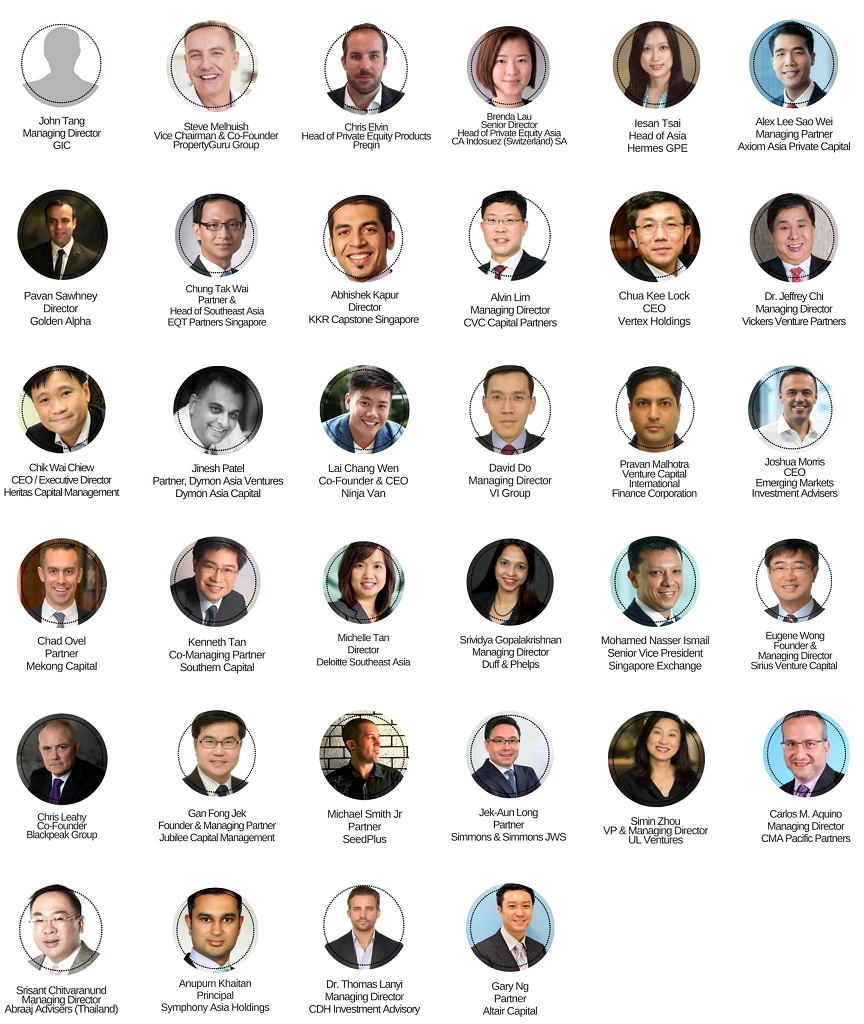 John Tang
Managing Director
GIC
Steve Melhuish
Vice Chairman & Co-Founder
PropertyGuru Group
Chris Elvin
Head of Private Equity Products
Preqin
Brenda Lau
Senior Director
Head of Private Equity Asia
CA Indosuez (Switzerland) SA
Iesan Tsai
Head of Asia
Hermes GPE
Alex Lee Sao Wei
Managing Partner
Axiom Asia Private Capital
Pavan Sawhney
Director
Golden Alpha
Chung Tak Wai
Partner &
Head of Southeast Asia
EQT Partners Singapore
Abhishek Kapur
Director
KKR Capstone Singapore
Alvin Lim
Managing Director
CVC Capital Partners
Chua Kee Lock
CEO
Vertex Holdings
Dr. Jeffrey Chi
Managing Director
Vickers Venture Partners
Chik Wai Chiew
CEO / Executive Director
Heritas Capital Management
Jinesh Patel
Partner, Dymon Asia Ventures
Dymon Asia Capital
Lai Chang Wen
Co-Founder & CEO
Ninja Van
David Do
Managing Director
VI Group
Pravan Malhotra
Venture Capital
International
Finance Corporation
Joshua Morris
CEO
Emerging Markets
Investment Advisers
Chad Ovel
Partner
Mekong Capital
Kenneth Tan
Co-Managing Partner
Southern Capital
Michelle Tan
Director
Deloitte Southeast Asia
Srividya Gopalakrishnan
Managing Director
Duff & Phelps
Mohamed Nasser Ismail
Senior Vice President
Singapore Exchange
Eugene Wong
Founder &
Managing Director
Sirius Venture Capital
Chris Leahy
Co-Founder
Blackpeak Group
Gan Fong Jek
Founder & Managing Partner
Jubilee Capital Management
Michael Smith Jr
Partner
SeedPlus
Jek-Aun Long
Partner
Simmons & Simmons JWS
Simin Zhou
VP & Managing Director
UL Ventures
Carlos M. Aquino
Managing Director
CMA Pacific Partners
Srisant Chitvaranund
Managing Director
Abraaj Advisers (Thailand)
Anupum Khaitan
Principal
Symphony Asia Holdings
Dr. Thomas Lanyi
Managing Director
CDH Investment Advisory
Gary Ng
Partner
Altair Capital